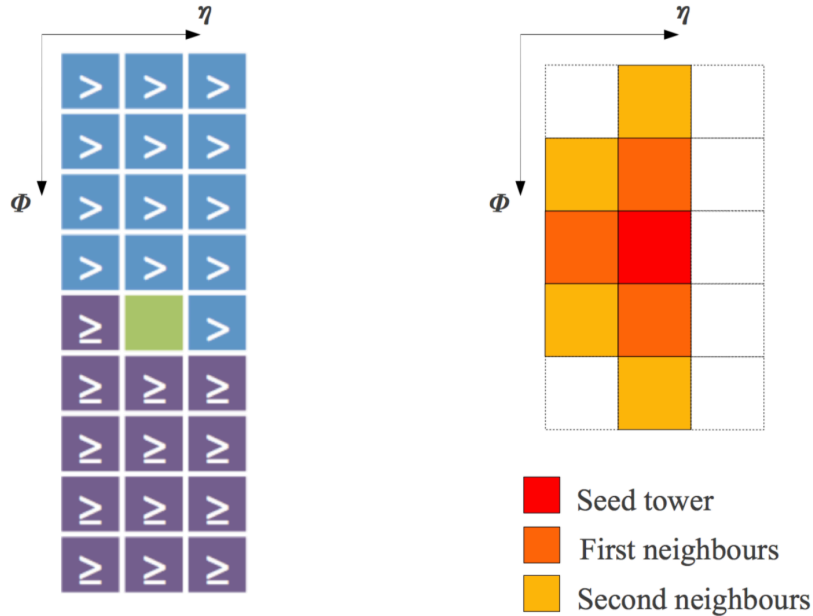 η
Φ
> > >
> > >
> > >
> > >
≥ >
≥ ≥ ≥
≥ ≥ ≥
≥ ≥ ≥
≥ ≥ ≥
η
Φ
Seed tower
First neighbours
Second neighbours